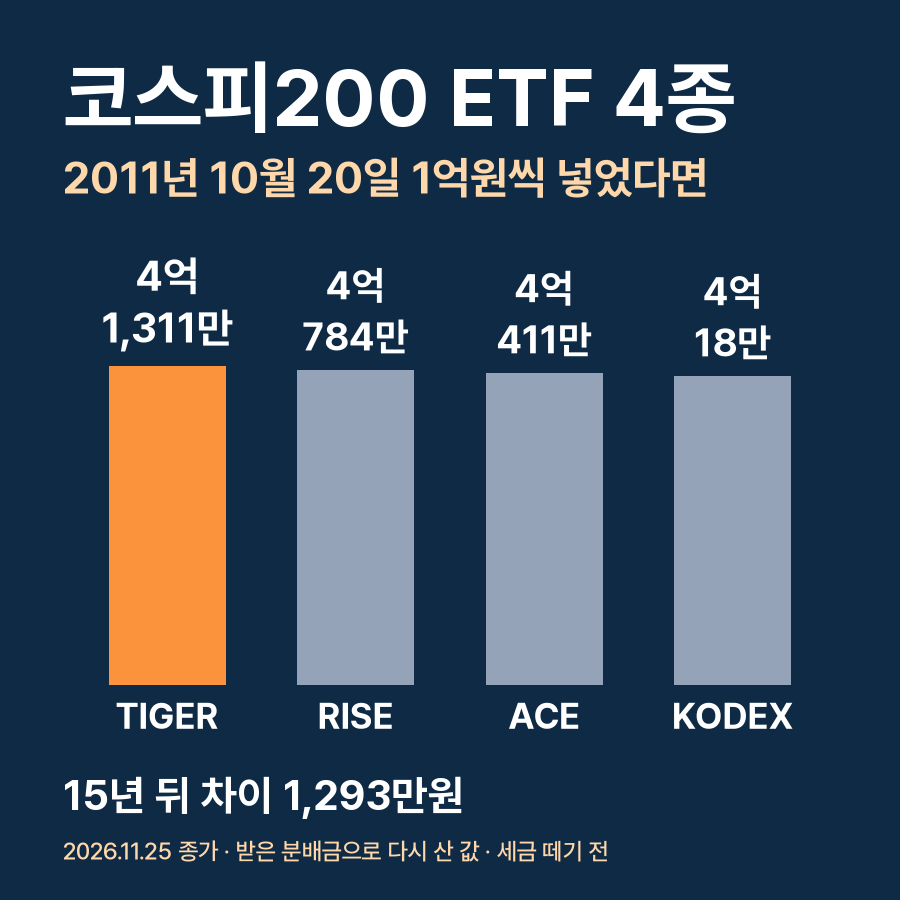 코스피200 ETF 4종
2011년 10월 20일 1억원씩 넣었다면
4억
1,311만
4억
784만
4억
411만
4억
18만
TIGER
RISE
ACE
KODEX
15년 뒤 차이 1,293만원
2026.11.25 종가 · 받은 분배금으로 다시 산 값 · 세금 떼기 전